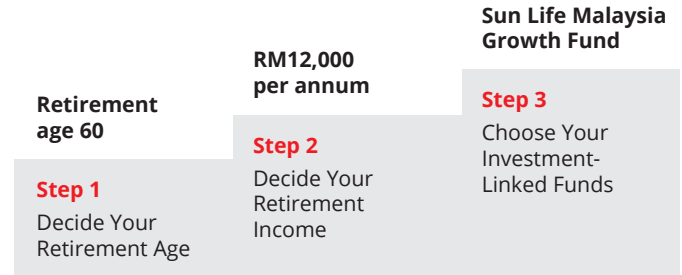 Retirement
age 60
Step 1
Decide Your
Retirement Age
RM12,000
per annum
Step 2
Decide Your
Retirement
Income
Sun Life Malaysia
Growth Fund
Step 3
Choose Your
Investment-
Linked Funds